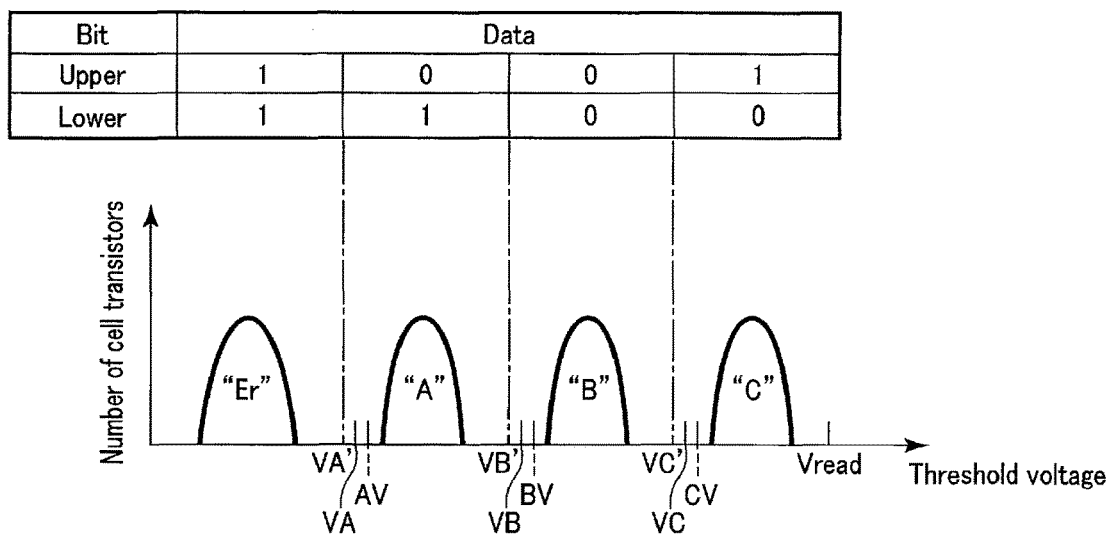 Bit Data
Upper 1 0 0 1
Lower 1 1 0 0
Number of cell transistors
“Er” “A” “B” “C”
VA' VB' VC' Vread
Threshold voltage
AV BV CV
VA VB VC